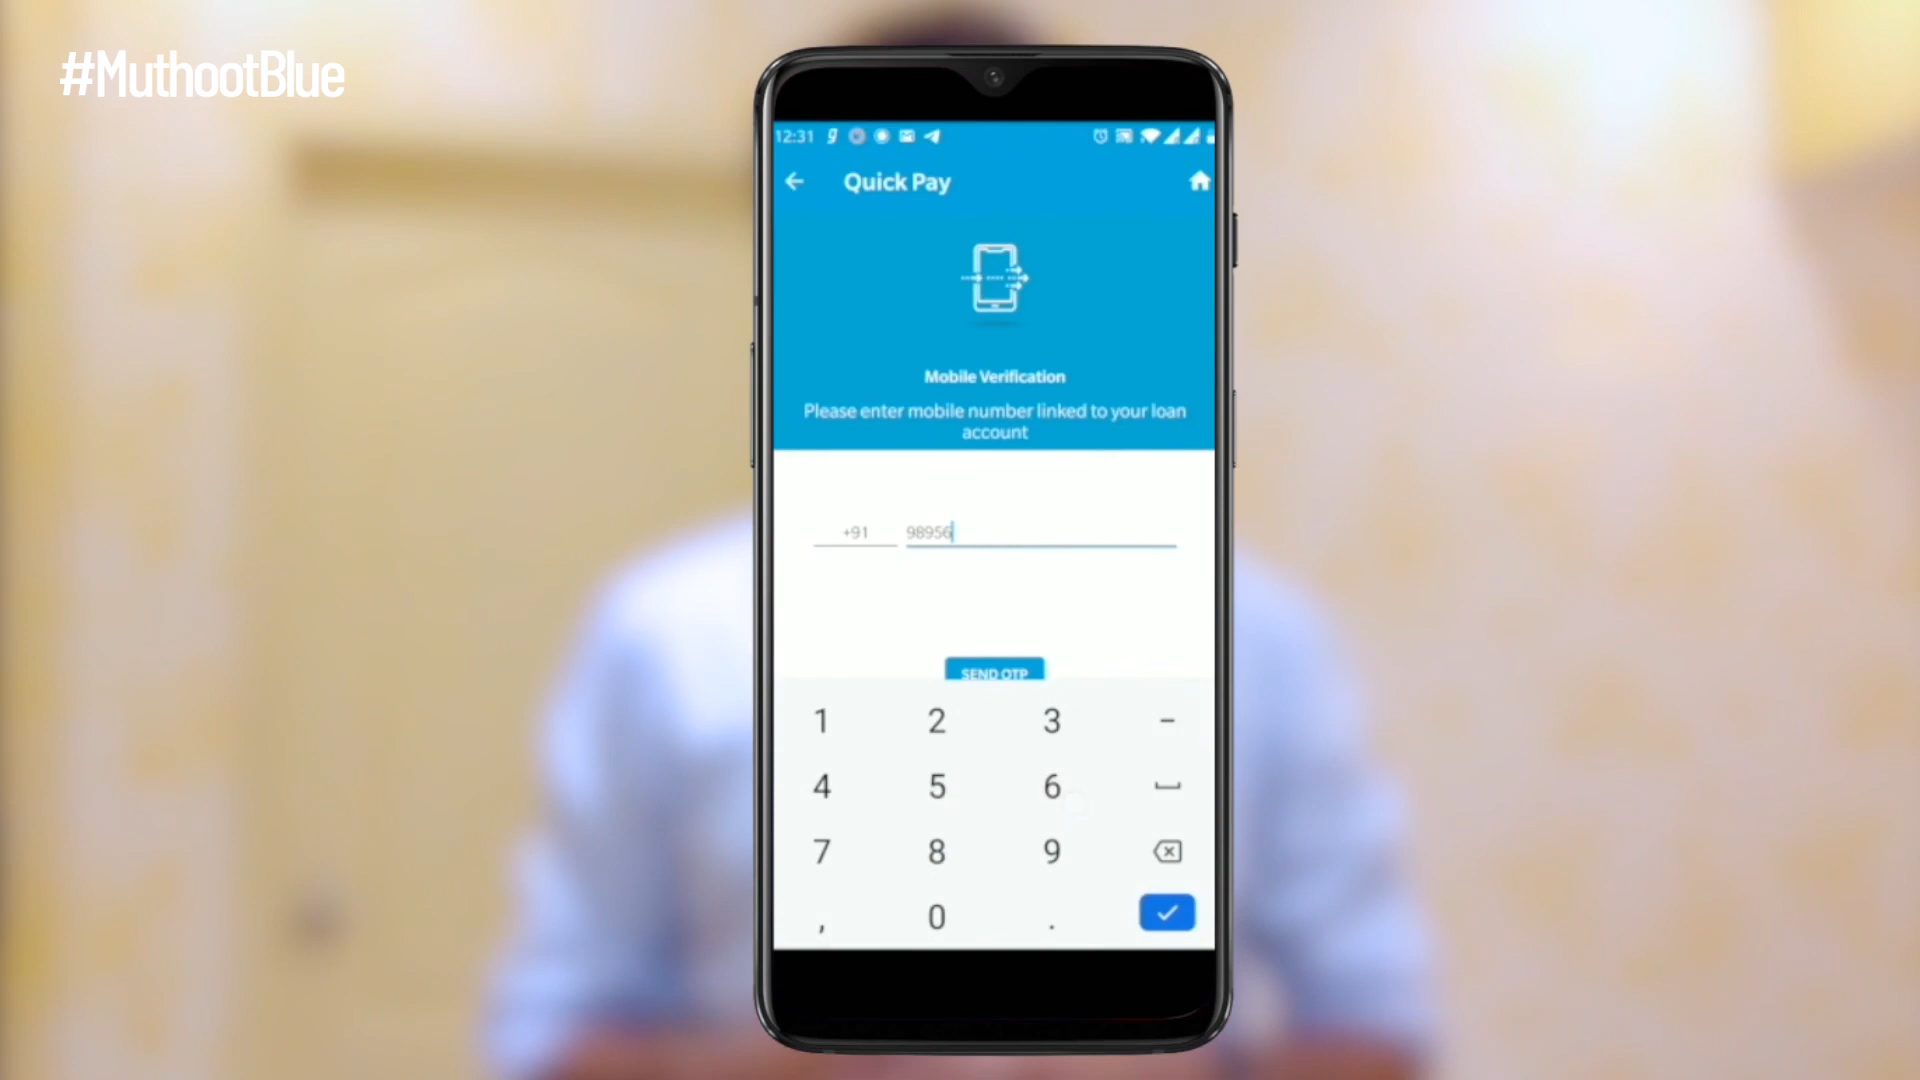 #MuthootBlue
12:31
Quick Pay
Mobile Verification
Please enter mobile number linked to your loan
account
+91 98956
SEND OTP
1 2 3 -
4 5 6
7 8 9
, 0 .